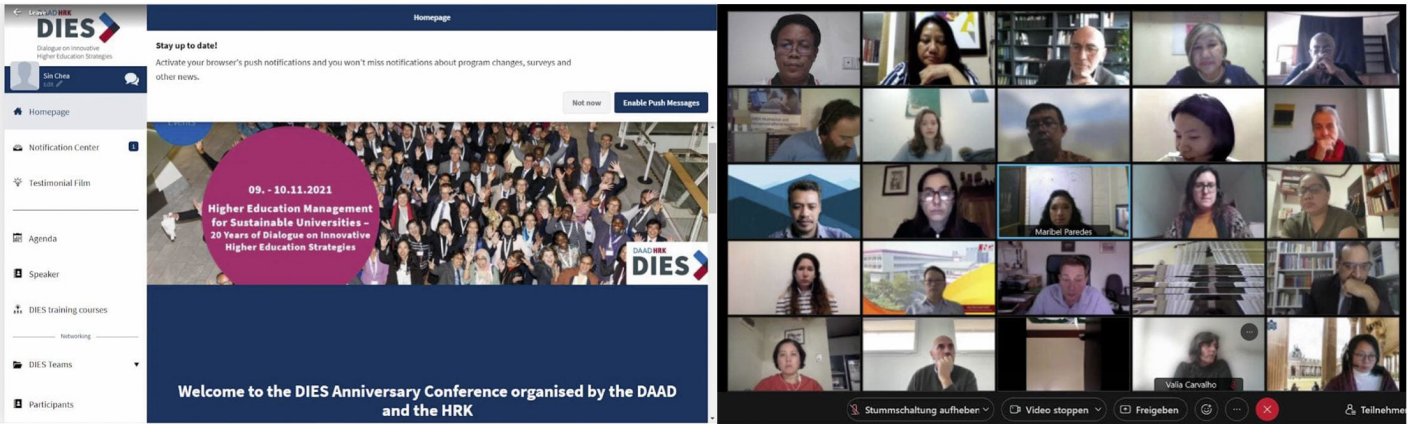 DAAD HRK
DIES
Dialogue on Innovative
Higher Education Strategies
Sin Chea
Homepage
Notification Center
1
Testimonial Film
Agenda
Speaker
DIES training courses
Networking
DIES Teams
Participants
Homepage
Stay up to date!
Activate your browser's push notifications and you won't miss notifications about program changes, surveys and
other news.
Not now
Enable Push Messages
09. - 10.11.2021
Higher Education Management
for Sustainable Universities -
20 Years of Dialogue on Innovative
Higher Education Strategies
DAAD HRK
DIES
Welcome to the DIES Anniversary Conference organised by the DAAD
and the HRK
Maribel Paredes
Valia Carvalho
Stummschaltung aufheben
Video stoppen
Freigeben